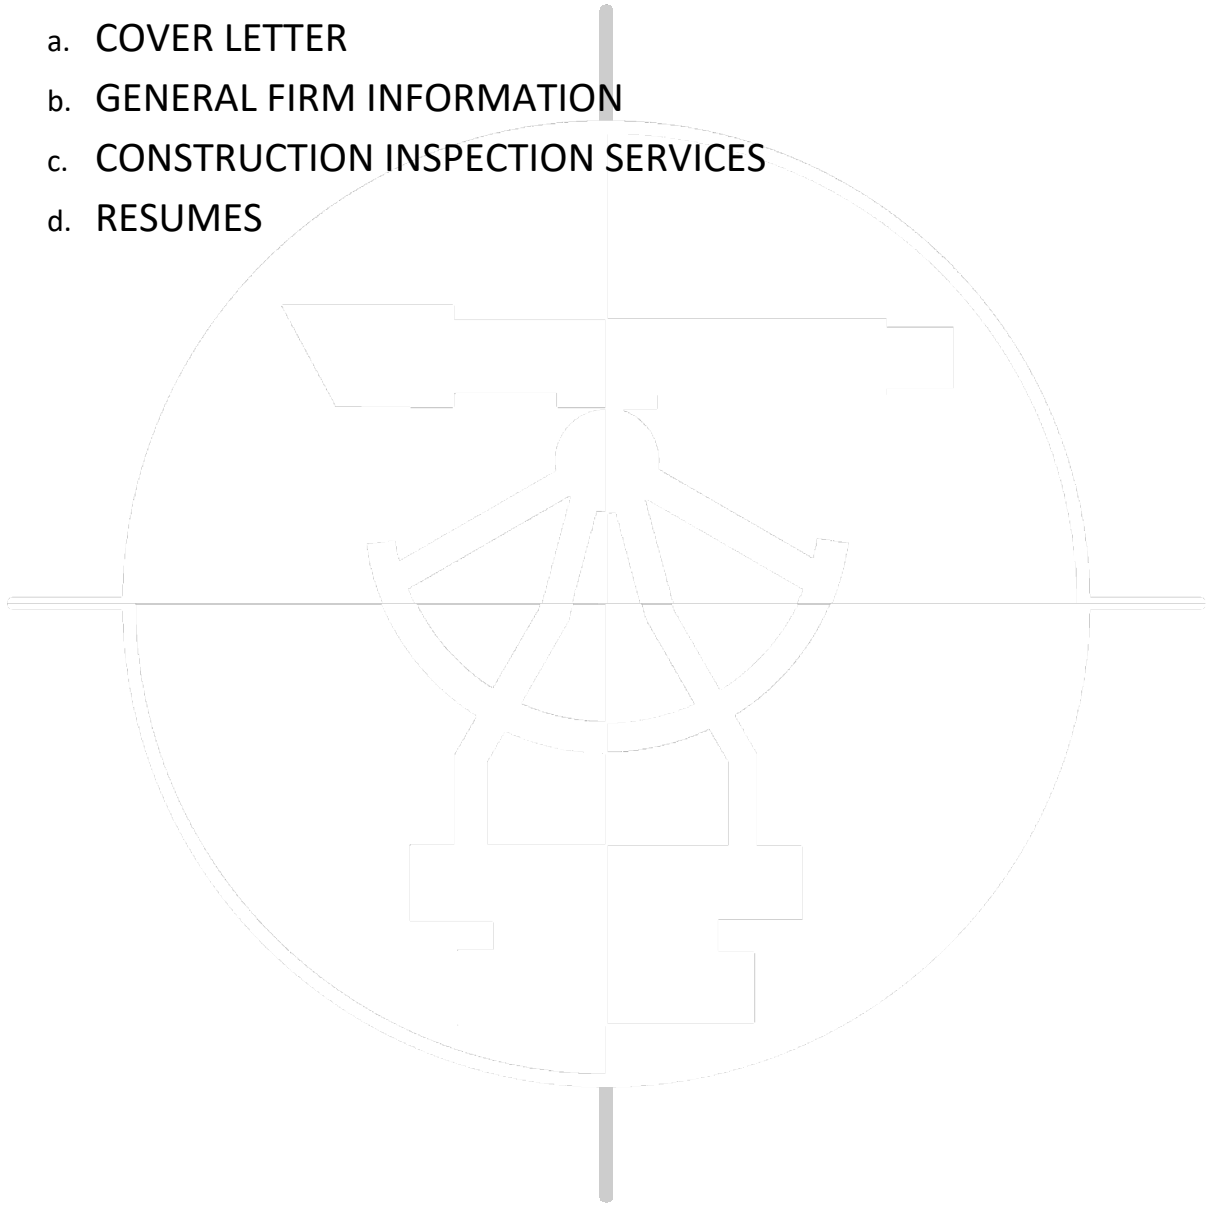 a. COVER LETTER
b. GENERAL FIRM INFORMATION
c. CONSTRUCTION INSPECTION SERVICES
d. RESUMES